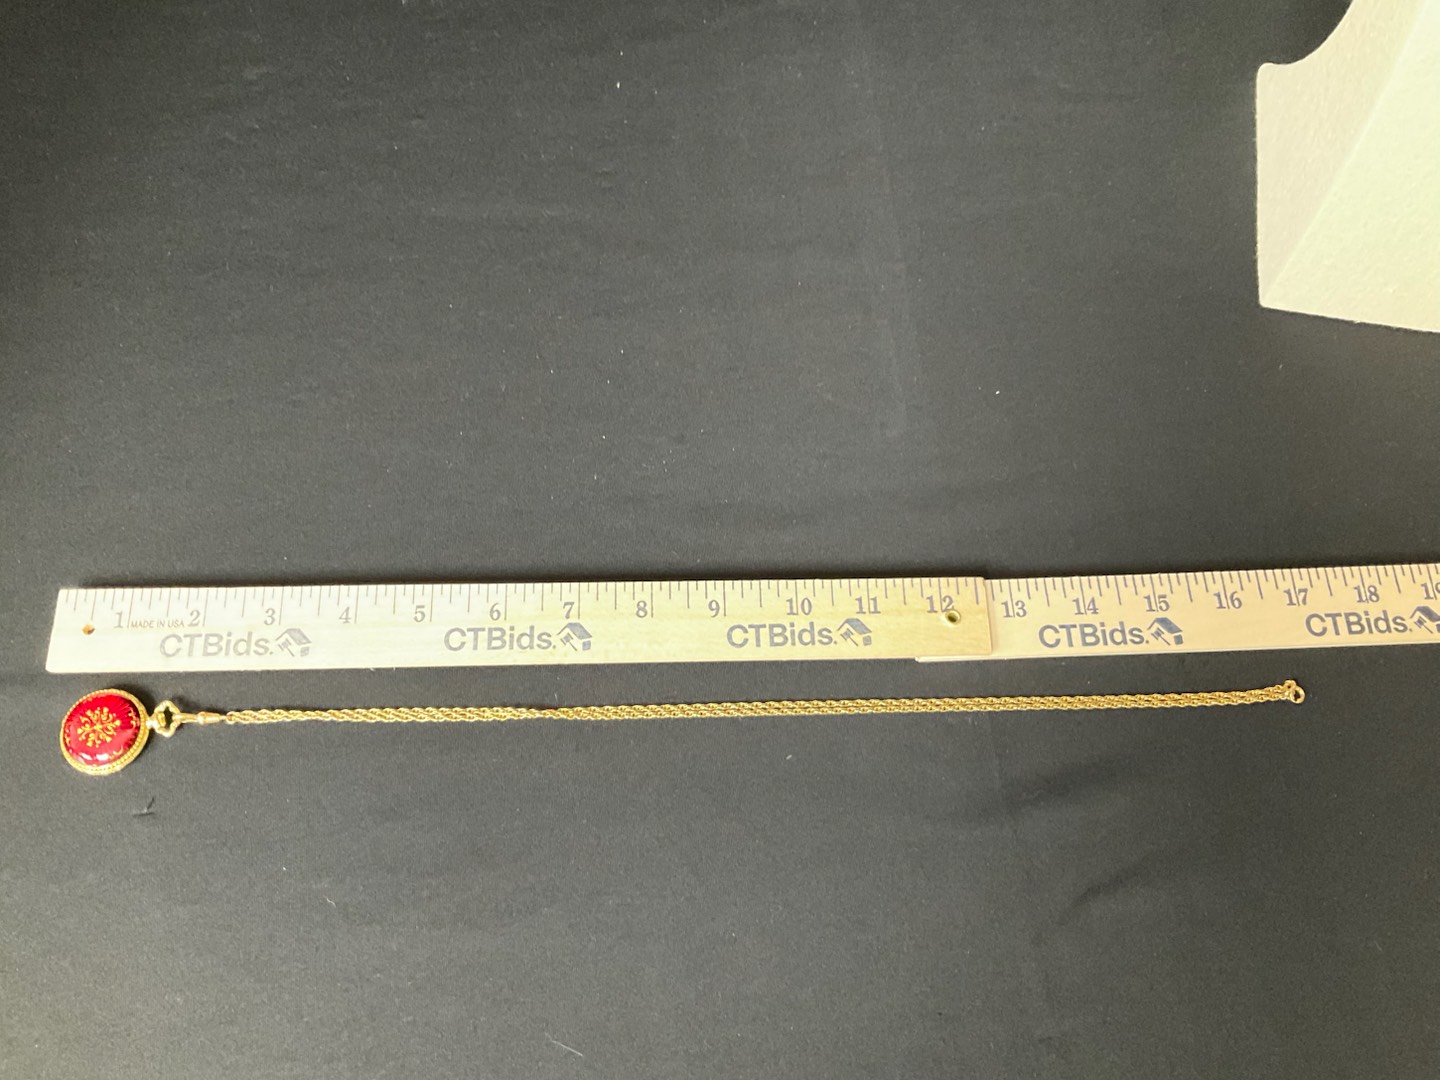 1 MADE IN USA 2 3 4 5 6 7 8 9 10 11 12 13 14 15 16 17 18 19
CTBids. CTBids. CTBids. CTBids. CTBids.